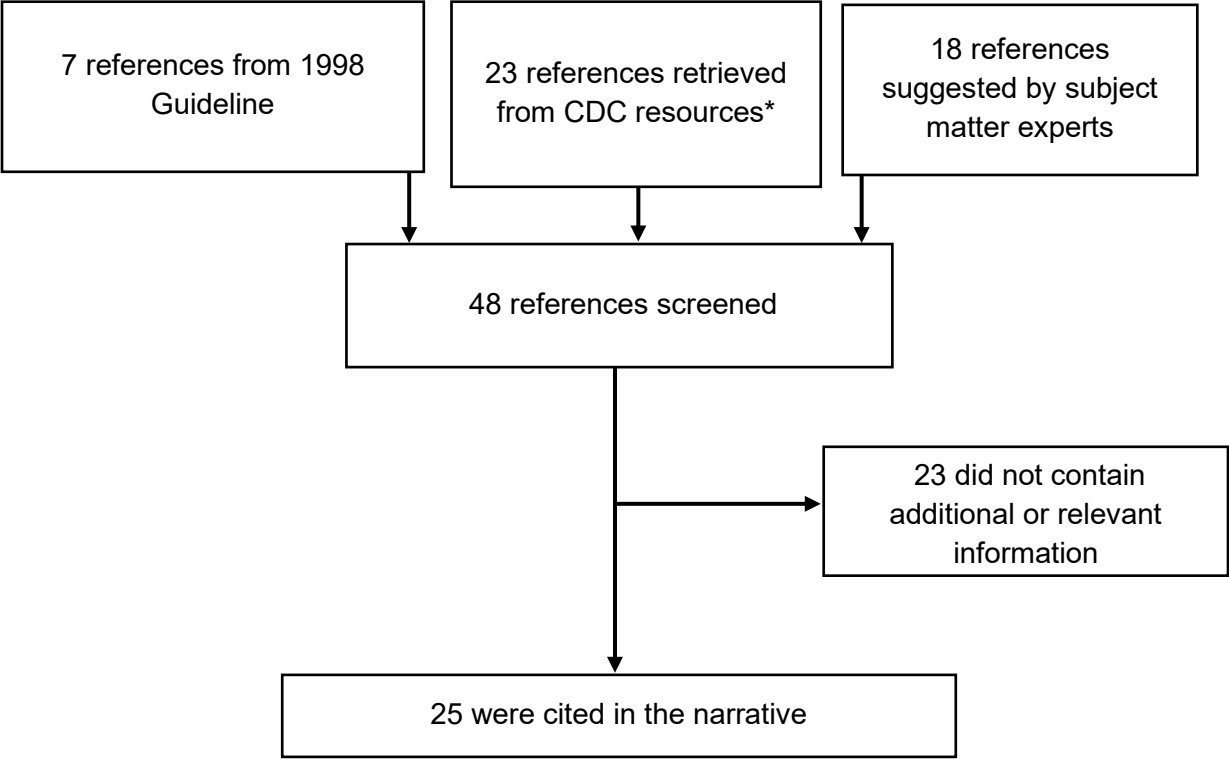 7 references from 1998
Guideline
23 references retrieved
from CDC resources*
18 references
suggested by subject
matter experts
48 references screened
23 did not contain
additional or relevant
information
25 were cited in the narrative